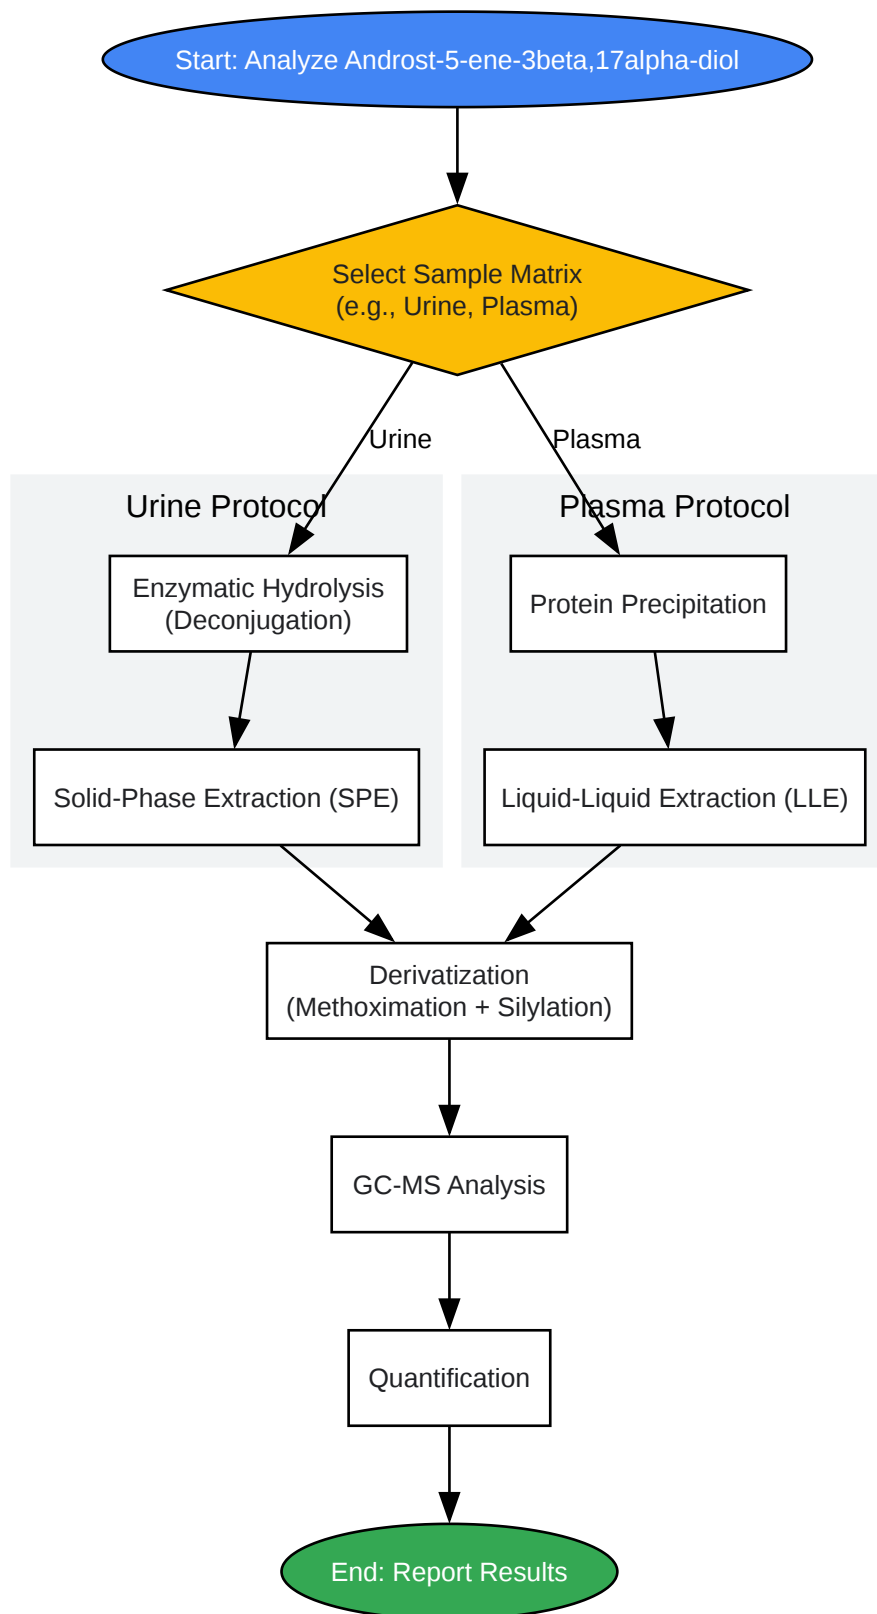 Start: Analyze Androst-5-ene-3beta,17alpha-diol
Select Sample Matrix
(e.g., Urine, Plasma)
Urine
Plasma
Urine Protocol
Plasma Protocol
Enzymatic Hydrolysis
(Deconjugation)
Protein Precipitation
Solid-Phase Extraction (SPE)
Liquid-Liquid Extraction (LLE)
Derivatization
(Methoximation + Silylation)
GC-MS Analysis
Quantification
End: Report Results